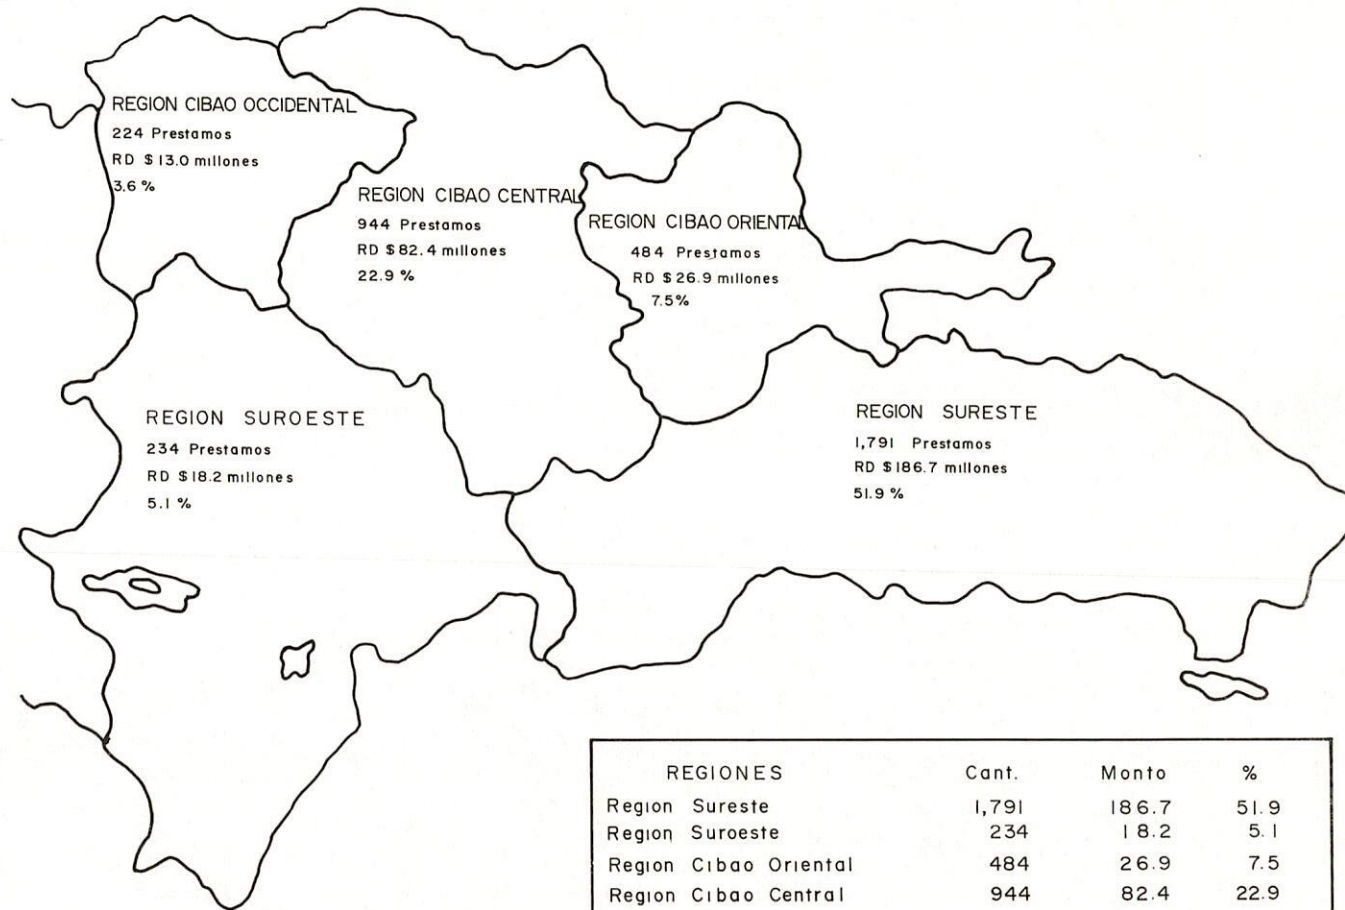 REGION CIBAO OCCIDENTAL
224 Prestamos
RD $13.0 millones
3.6 %
REGION CIBAO CENTRAL
944 Prestamos
RD $82.4 millones
22.9 %
REGION CIBAO ORIENTAL
484 Prestamos
RD $26.9 millones
7.5%
REGION SUROESTE
234 Prestamos
RD $18.2 millones
5.1 %
REGION SURESTE
1,791 Prestamos
RD $186.7 millones
51.9 %
REGIONES Cant. Monto %
Region Sureste 1,791 186.7 51.9
Region Suroeste 234 18.2 5.1
Region Cibao Oriental 484 26.9 7.5
Region Cibao Central 944 82.4 22.9